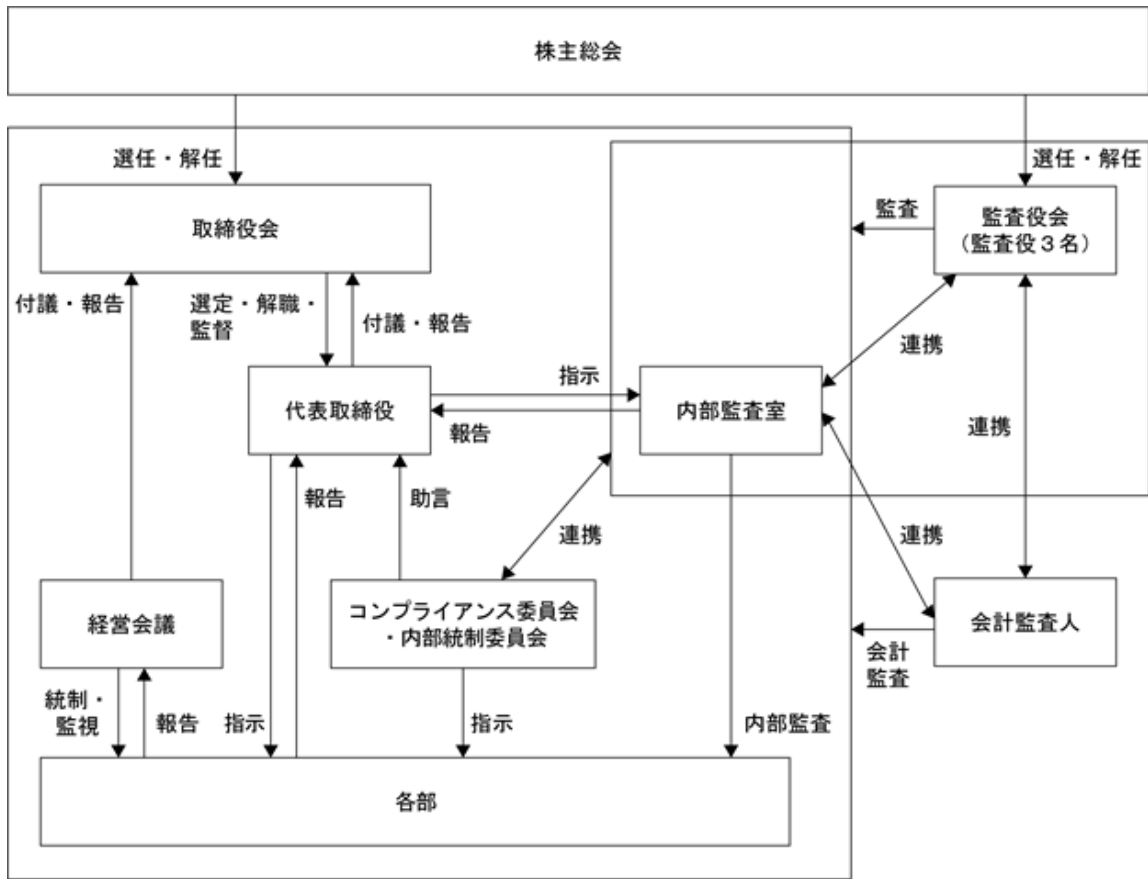 株主総会
選任・解任
選任・解任
取締役会
監査
監査役会
(監査役3名)
付議・報告
選定・解職・
監督
付議・報告
連携
指示
代表取締役
内部監査室
報告
連携
報告
助言
連携
連携
経営会議
コンプライアンス委員会
・内部統制委員会
会計監査人
会計
監査
統制・
監視
報告
指示
指示
内部監査
各部